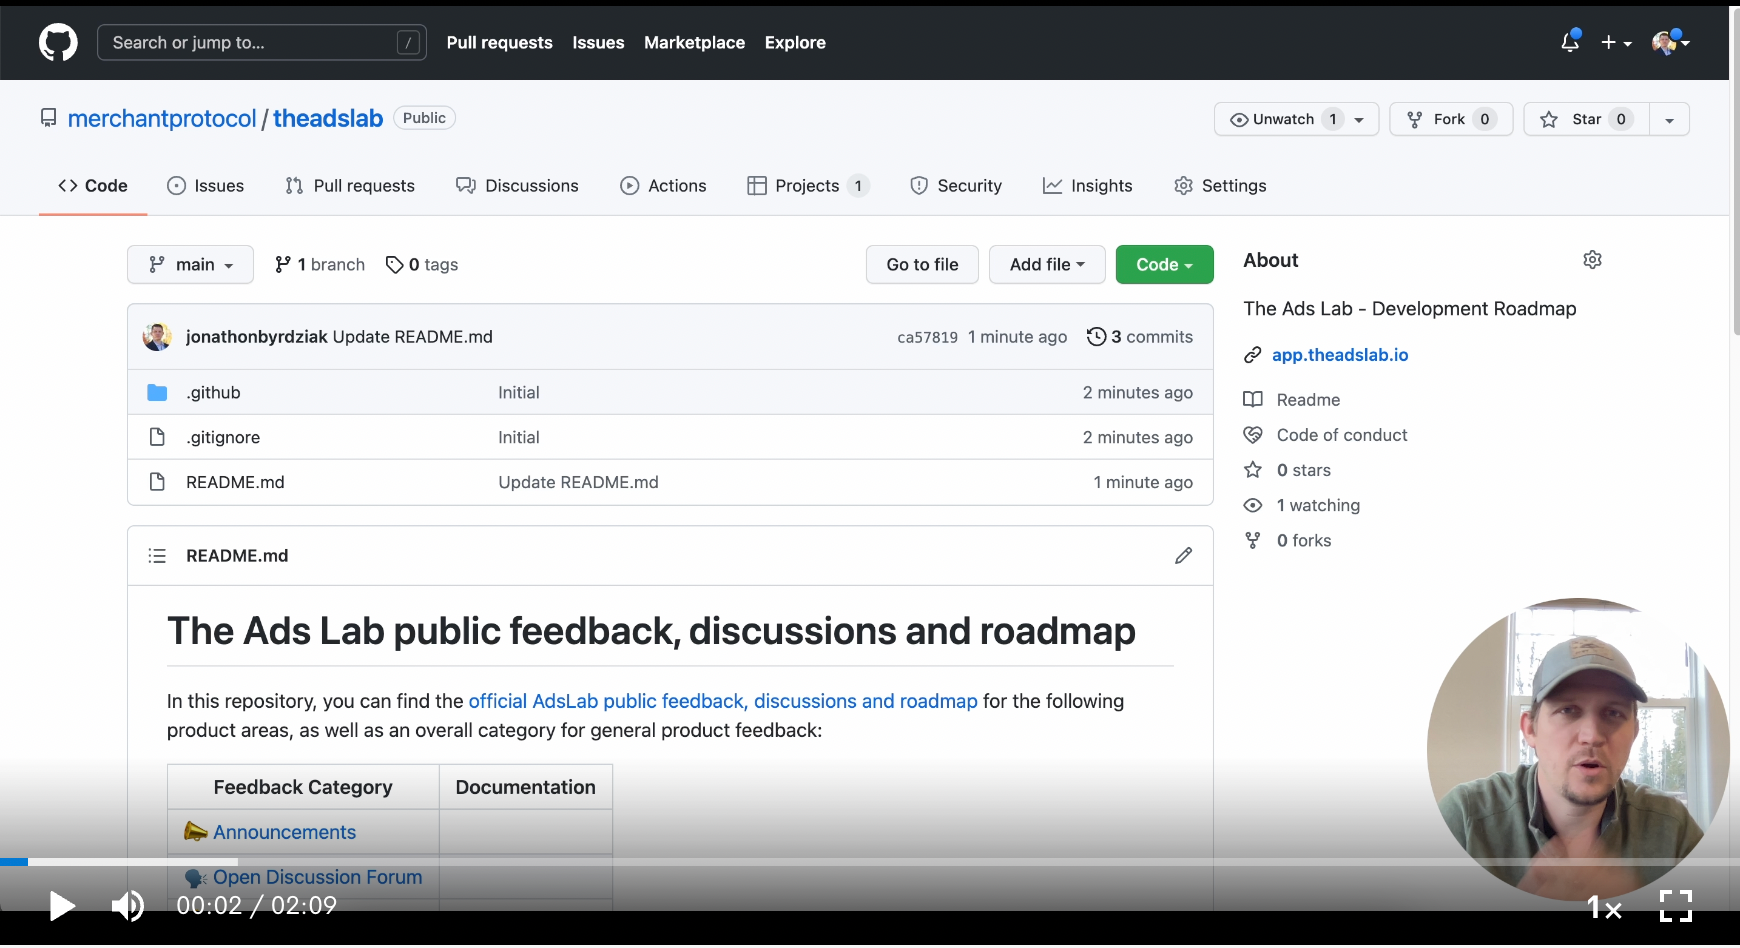 Search or jump to... / Pull requests Issues Marketplace Explore
merchantprotocol / theadslab Public Unwatch 1 Fork 0 Star 0
Code Issues Pull requests Discussions Actions Projects 1 Security Insights Settings
main 1 branch 0 tags Go to file Add file Code
About
The Ads Lab - Development Roadmap
jonathonbyrdziak Update README.md ca57819 1 minute ago 3 commits
app.theadslab.io
.github Initial 2 minutes ago
Readme
.gitignore Initial 2 minutes ago
Code of conduct
0 stars
README.md Update README.md 1 minute ago
1 watching
0 forks
README.md
The Ads Lab public feedback, discussions and roadmap
In this repository, you can find the official AdsLab public feedback, discussions and roadmap for the following
product areas, as well as an overall category for general product feedback:
Feedback Category Documentation
Announcements
Open Discussion Forum
00:02 / 02:09 1×